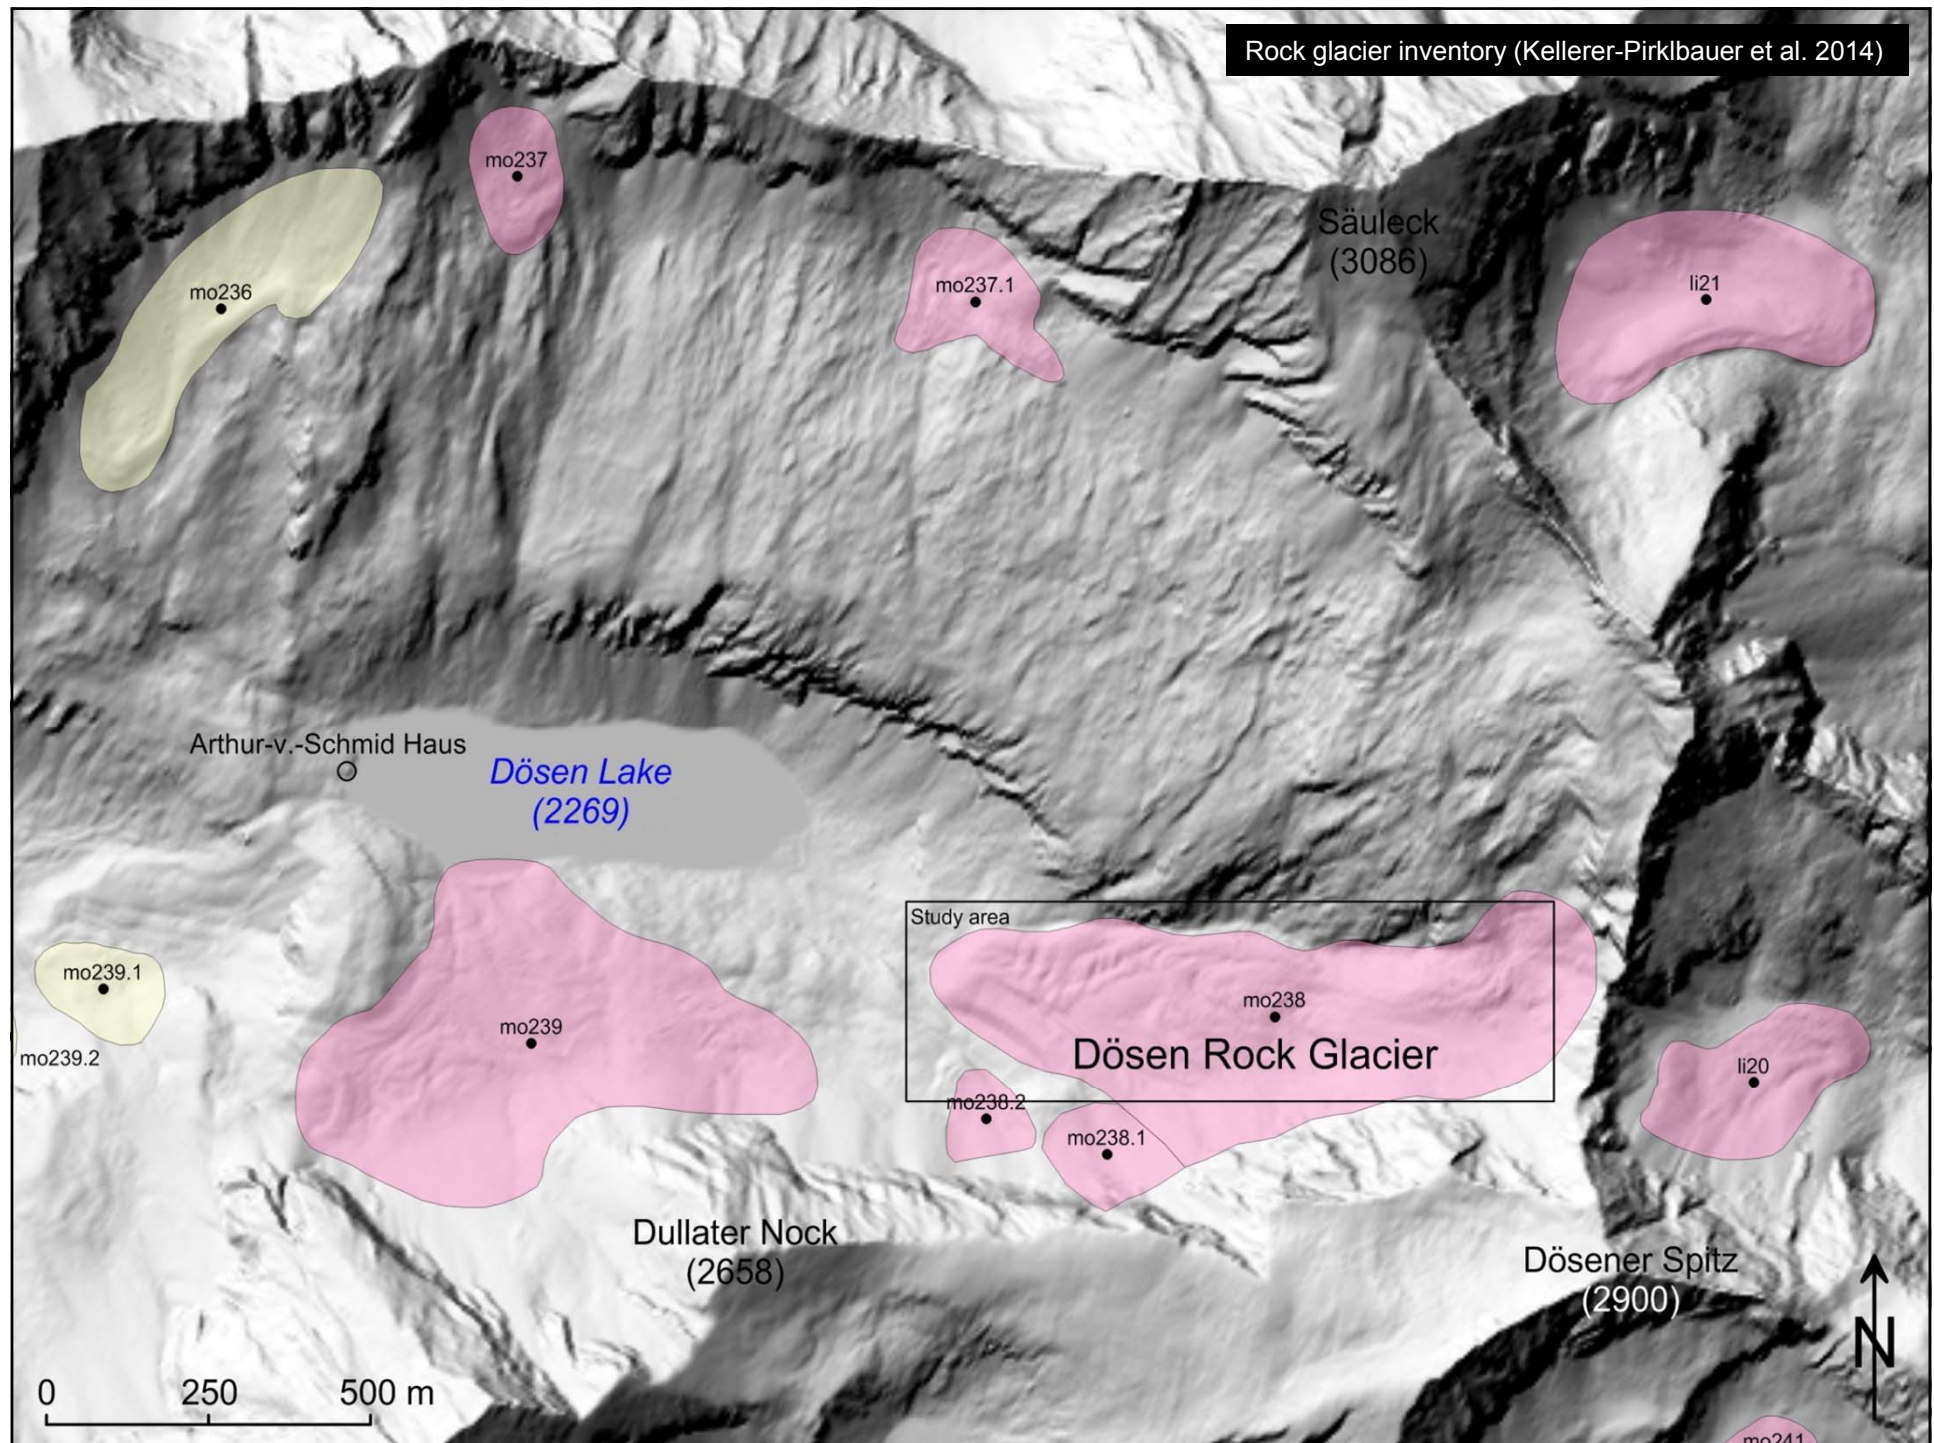 Rock glacier inventory (Kellerer-Pirklbauer et al. 2014)
mo237
Säuleck
(3086)
mo236
mo237.1
li21
Arthur-v.-Schmid Haus
Dösen Lake
(2269)
Study area
mo239.1
mo238
mo239
Dösen Rock Glacier
mo239.2
li20
mo238.2
mo238.1
Dullater Nock
(2658)
Dösener Spitz
(2900)
N
0 250 500 m
mo241